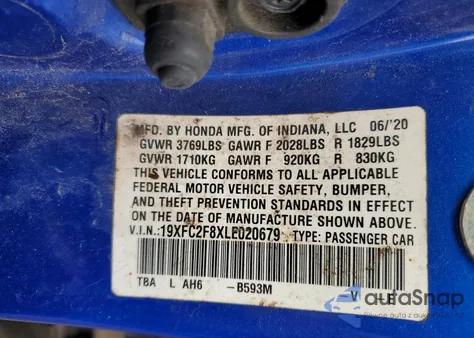 MFD. BY HONDA MFG. OF INDIANA, LLC 06/'20
GVWR 3769LBS GAWR F 2028LBS R 1829LBS
GVWR 1710KG GAWR F 920KG R 830KG
THIS VEHICLE CONFORMS TO ALL APPLICABLE
FEDERAL MOTOR VEHICLE SAFETY, BUMPER,
AND THEFT PREVENTION STANDARDS IN EFFECT
ON THE DATE OF MANUFACTURE SHOWN ABOVE.
V.I.N.: 19XFC2F8XLE020679 TYPE: PASSENGER CAR
TBA L AH6 -B593M V
autoSnap